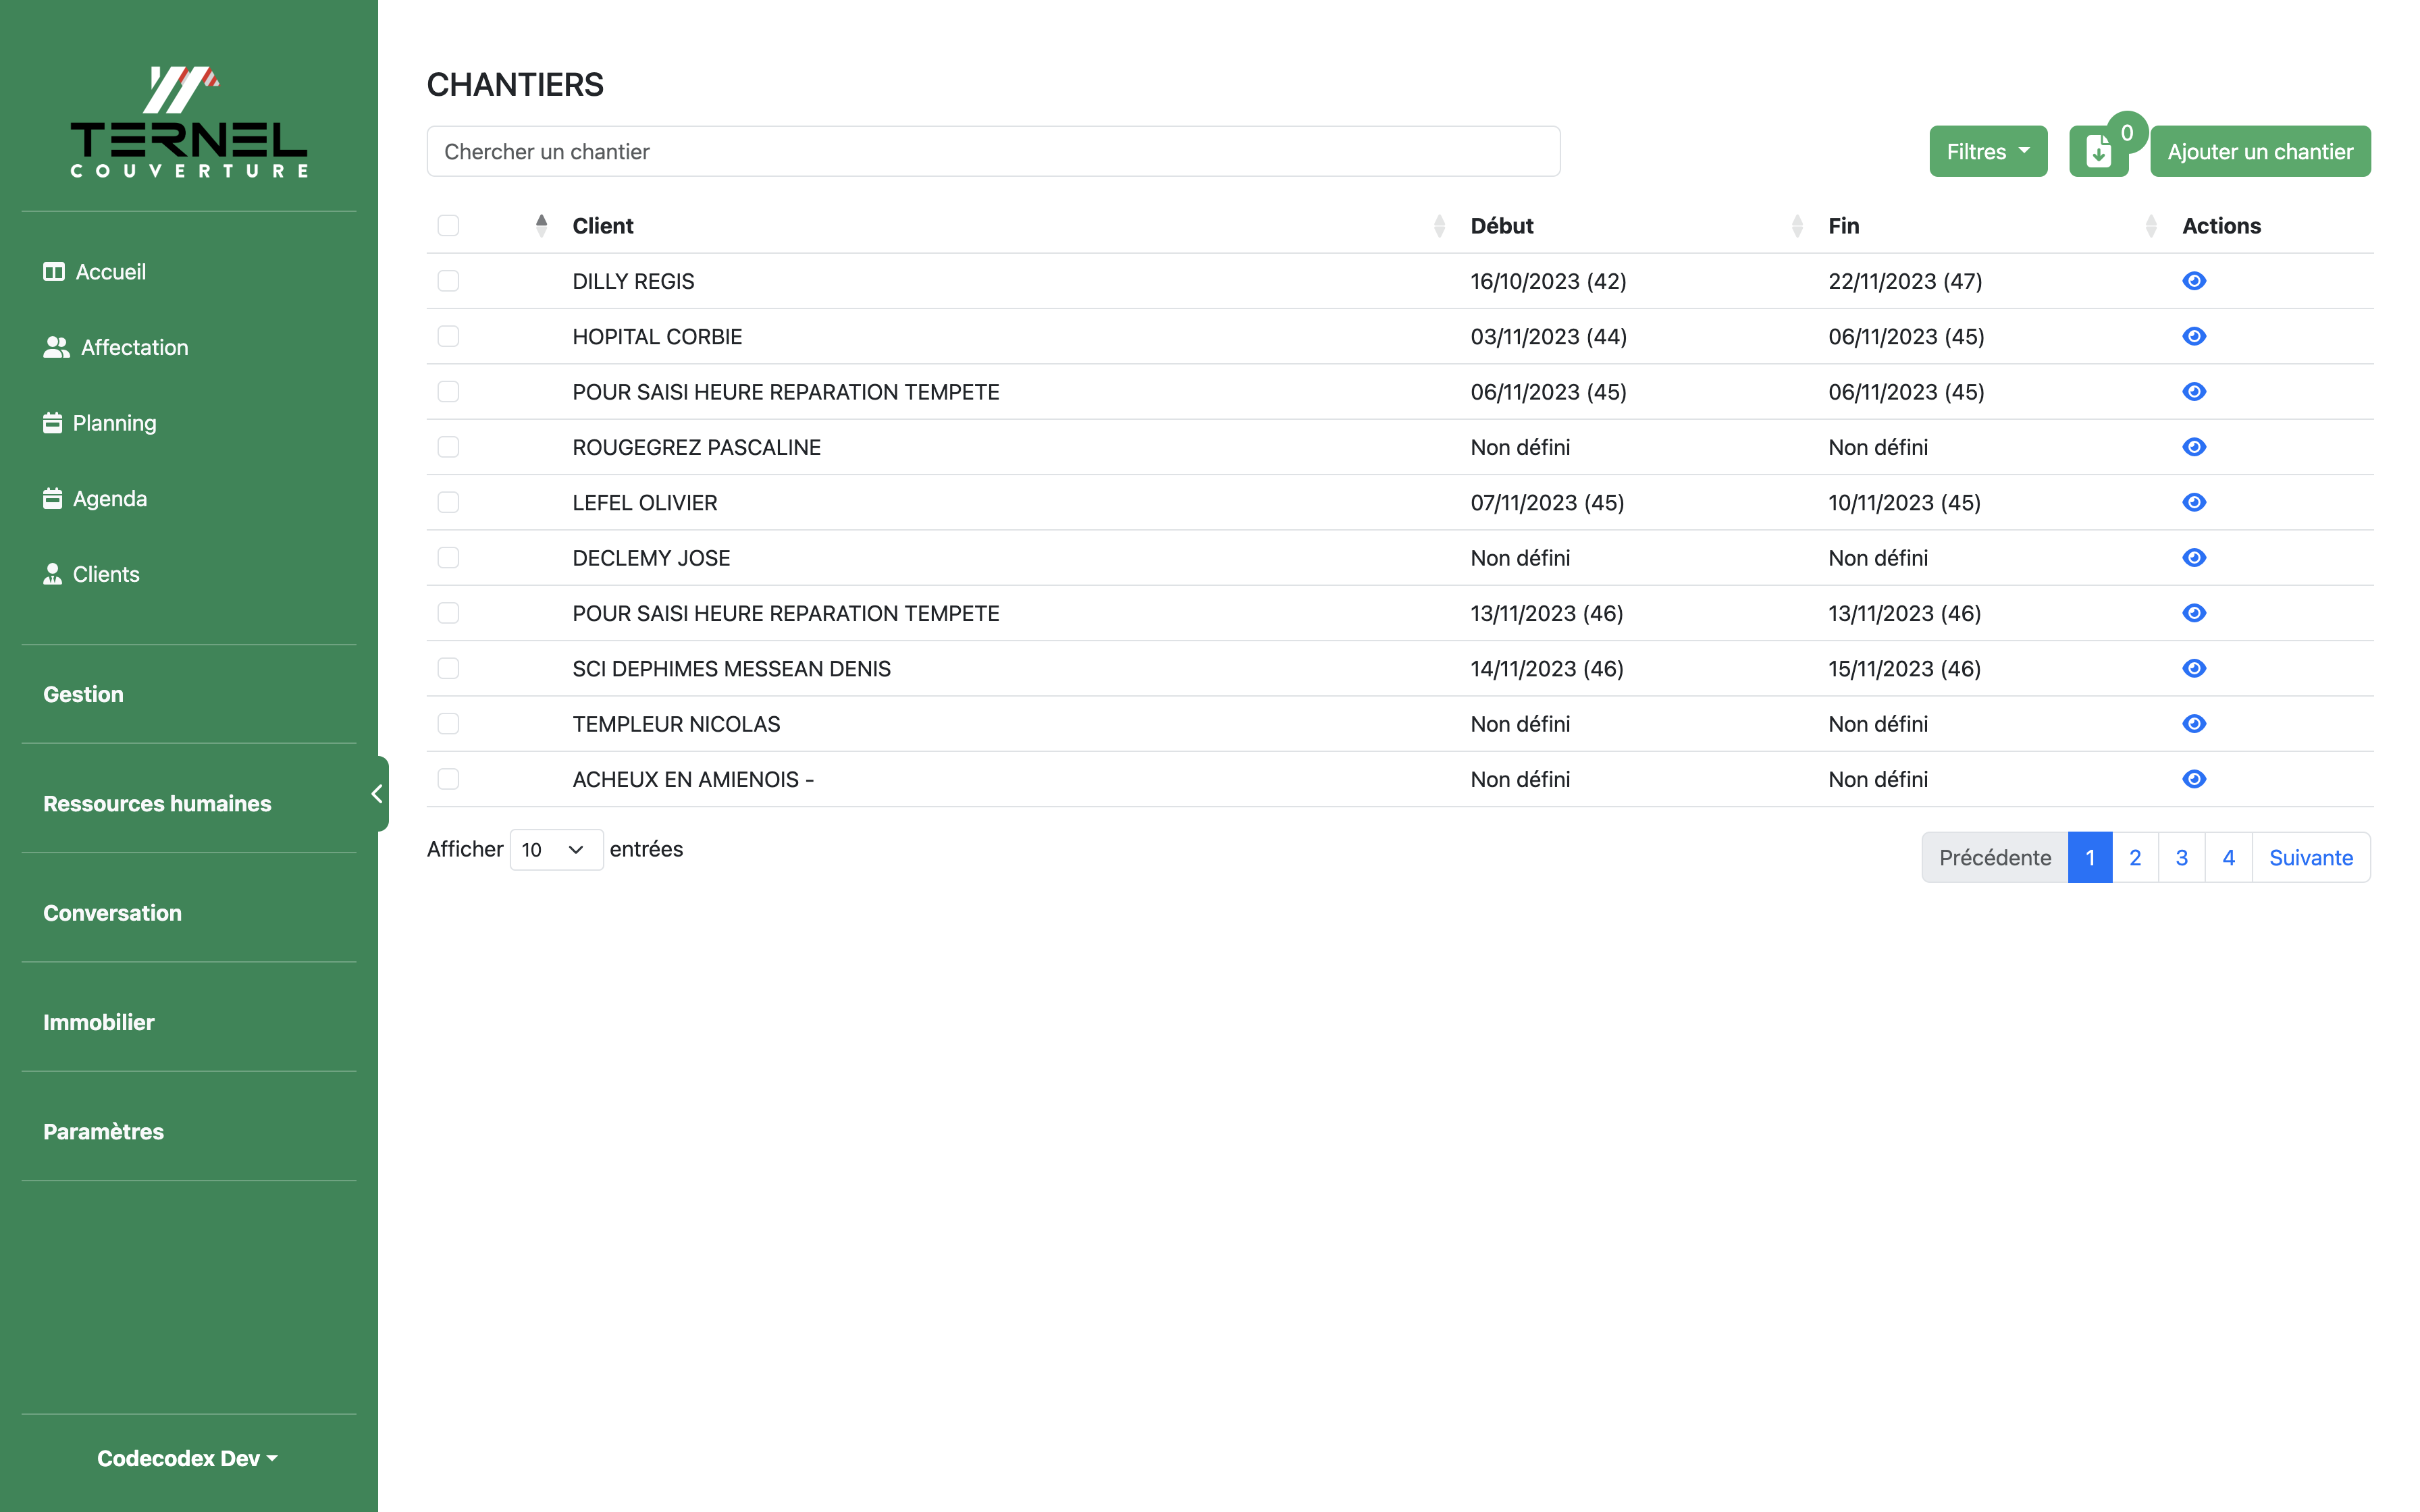 TERNEL
COUVERTURE
Accueil
Affectation
Planning
Agenda
Clients
Gestion
Ressources humaines
Conversation
Immobilier
Paramètres
Codecodex Dev
CHANTIERS
Chercher un chantier
Filtres
0
Ajouter un chantier
Client Début Fin Actions
DILLY REGIS 16/10/2023 (42) 22/11/2023 (47)
HOPITAL CORBIE 03/11/2023 (44) 06/11/2023 (45)
POUR SAISI HEURE REPARATION TEMPETE 06/11/2023 (45) 06/11/2023 (45)
ROUGEGREZ PASCALINE Non défini Non défini
LEFEL OLIVIER 07/11/2023 (45) 10/11/2023 (45)
DECLEMY JOSE Non défini Non défini
POUR SAISI HEURE REPARATION TEMPETE 13/11/2023 (46) 13/11/2023 (46)
SCI DEPHIMES MESSEAN DENIS 14/11/2023 (46) 15/11/2023 (46)
TEMPLEUR NICOLAS Non défini Non défini
ACHEUX EN AMIENOIS - Non défini Non défini
Afficher 10 entrées
Précédente 1 2 3 4 Suivante